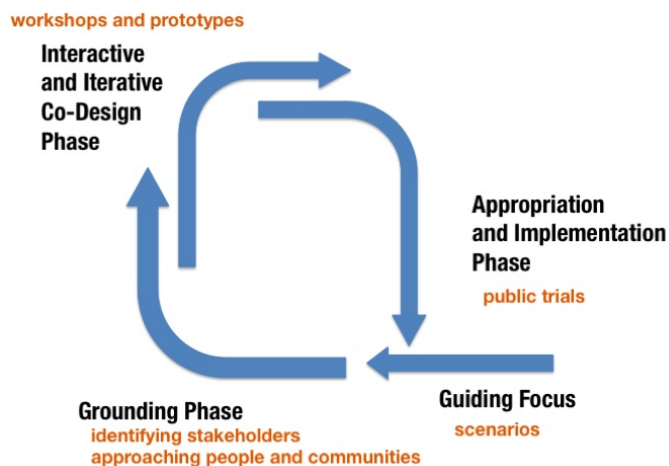 workshops and prototypes
Interactive
and Iterative
Co-Design
Phase
Appropriation
and Implementation
Phase
public trials
Guiding Focus
scenarios
Grounding Phase
identifying stakeholders
approaching people and communities